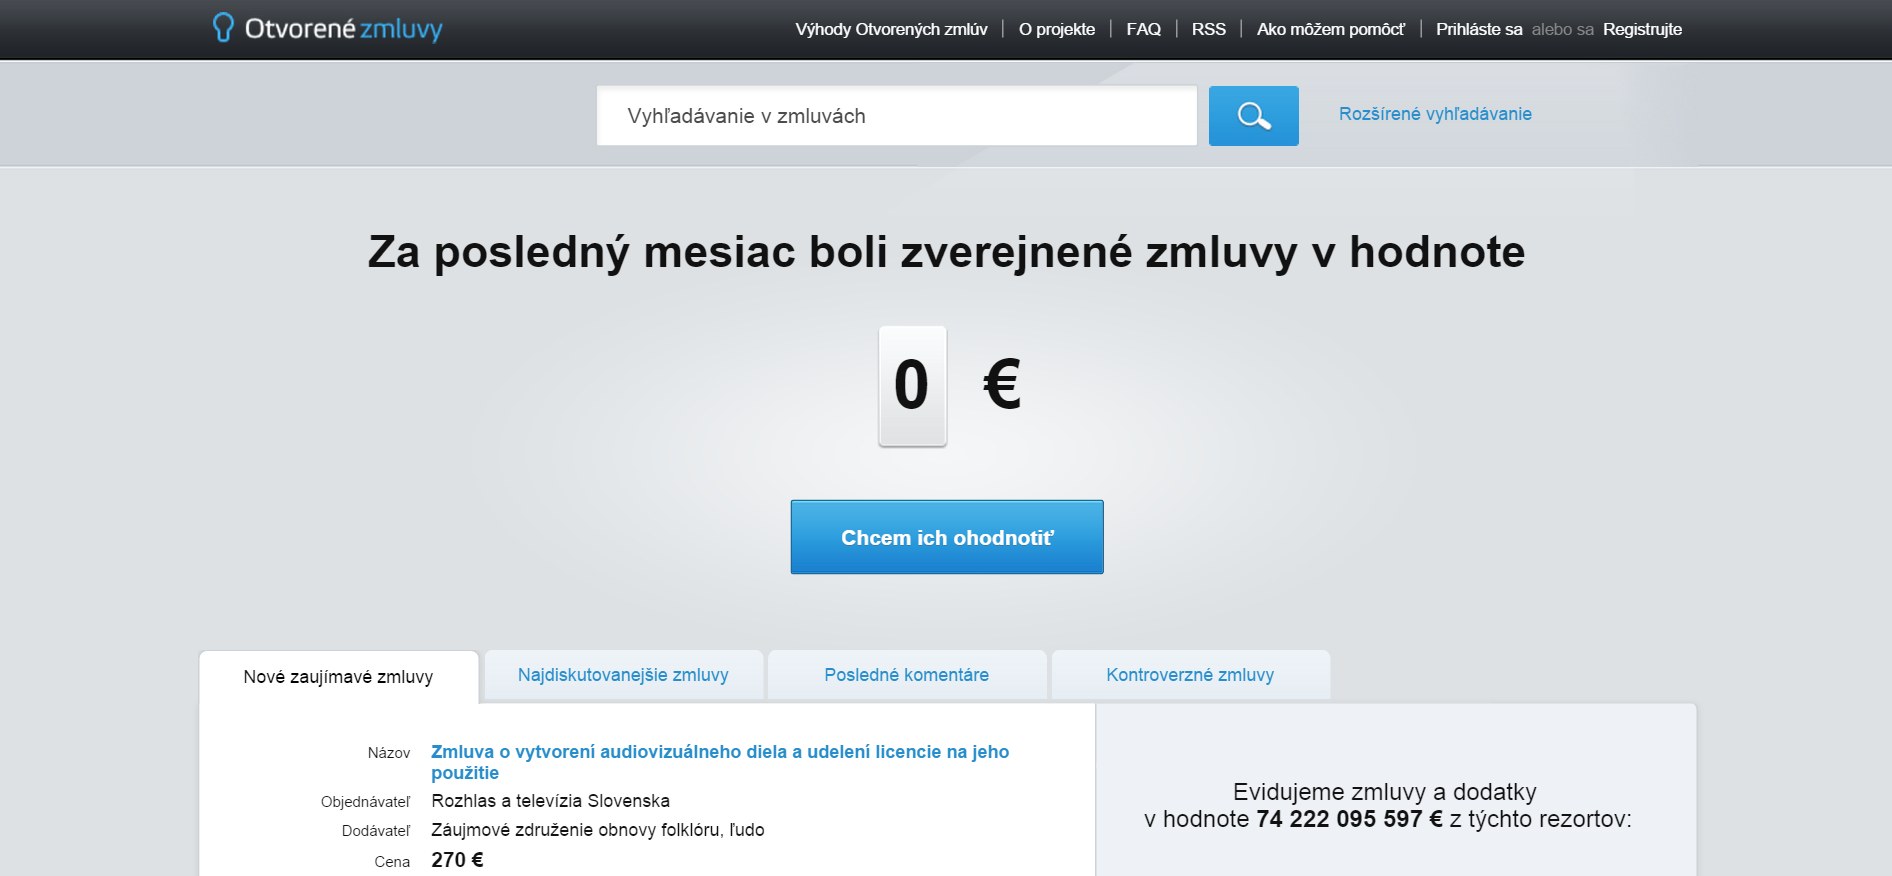 Otvorené zmluvy
Výhody Otvorených zmlúv | O projekte | FAQ | RSS | Ako môžem pomôcť | Prihláste sa alebo sa Registrujte
Vyhľadávanie v zmluvách
Rozšírené vyhľadávanie
Za posledný mesiac boli zverejnené zmluvy v hodnote
0 €
Chcem ich ohodnotiť
Nové zaujímavé zmluvy
Najdiskutovanejšie zmluvy
Posledné komentáre
Kontroverzné zmluvy
Názov Zmluva o vytvorení audiovizuálneho diela a udelení licencie na jeho
použitie
Objednávateľ Rozhlas a televízia Slovenska
Dodávateľ Záujmové združenie obnovy folklóru, ľudo
Cena 270 €
Evidujeme zmluvy a dodatky
v hodnote 74 222 095 597 € z týchto rezortov: